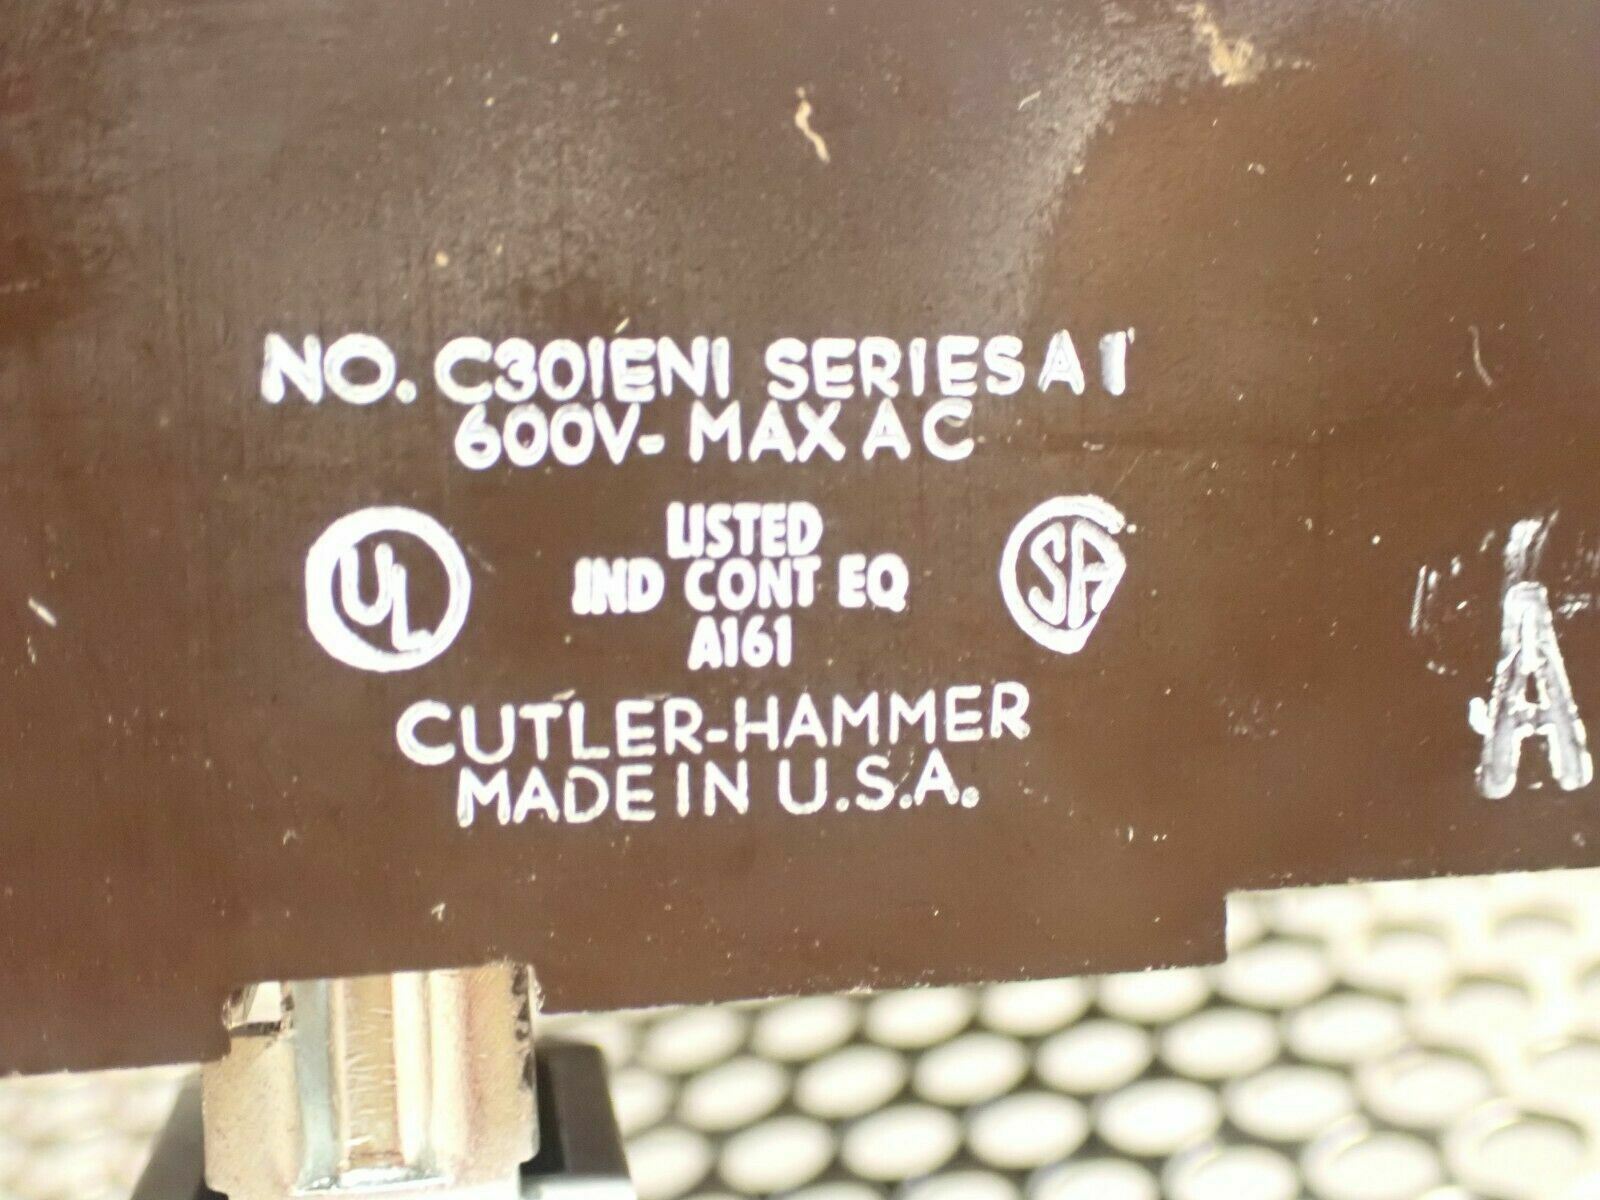 NO. C301EN1 SERIES A1
600V- MAX AC
UL
LISTED
IND CONT EQ
A161
SA
CUTLER-HAMMER
MADE IN U.S.A.
A